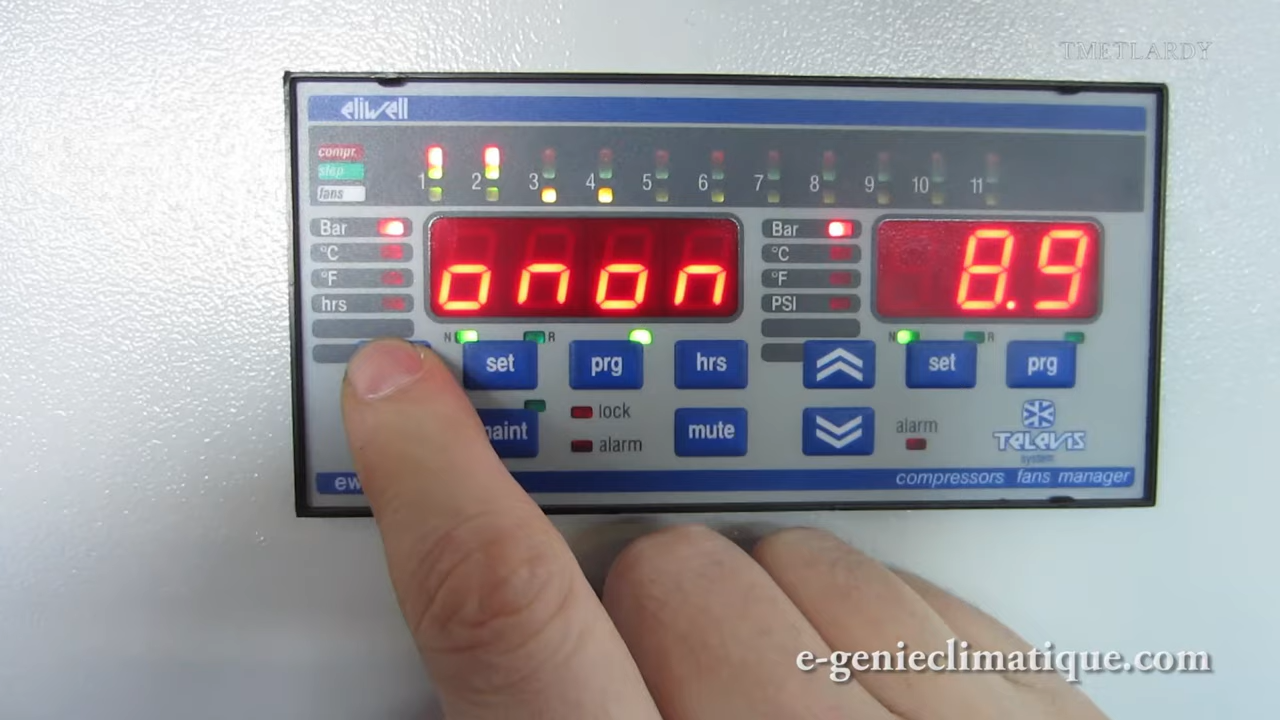 TMETLARDY
eliwell
compr.
step
fans
1 2 3 4 5 6 7 8 9 10 11
Bar
°C
°F
hrs
onon
Bar
°C
°F
PSI
8.9
N R
N R
set prg hrs
set prg
lock
alarm
mute
alarm
TELEVIS
system
ew
compressors fans manager
e-genieclimatique.com